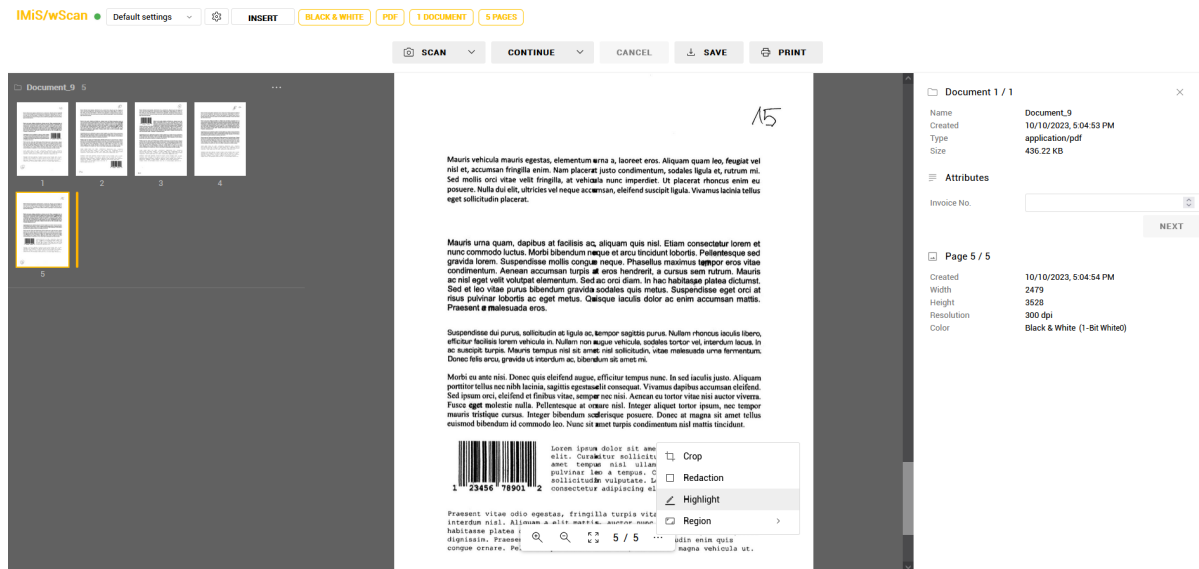 IMiS/wScan
Default settings
INSERT
BLACK & WHITE
PDF
1 DOCUMENT
5 PAGES
SCAN
CONTINUE
CANCEL
SAVE
PRINT
Document_9 5
...
1
2
3
4
5
15
Mauris vehicula mauris egestas, elementum urna a, laoreet eros. Aliquam quam leo, feugiat vel
nisl et, accumsan fringilla enim. Nam placerat justo condimentum, sodales ligula et, rutrum mi.
Sed mollis orci vitae velit fringilla, at vehicula nunc imperdiet. Ut placerat rhoncus enim eu
posuere. Nulla dui elit, ultricies vel neque accumsan, eleifend suscipit ligula. Vivamus lacinia tellus
eget sollicitudin placerat.
Mauris urna quam, dapibus at facilisis ac, aliquam quis nisl. Etiam consectetur lorem et
nunc commodo luctus. Morbi bibendum neque et arcu tincidunt lobortis. Pellentesque sed
gravida lorem. Suspendisse mollis congue neque. Phasellus maximus tempor eros vitae
condimentum. Aenean accumsan turpis at eros hendrerit, a cursus sem rutrum. Mauris
ac nisl eget velit volutpat elementum. Sed ac orci diam. In hac habitasse platea dictumst.
Sed et leo vitae purus bibendum gravida sodales quis metus. Suspendisse eget orci at
risus pulvinar lobortis ac eget metus. Quisque iaculis dolor ac enim accumsan mattis.
Praesent a malesuada eros.
Suspendisse dui purus, sollicitudin at ligula ac, tempor sagittis purus. Nullam rhoncus iaculis libero,
efficitur facilisis lorem vehicula in. Nullam non augue vehicula, sodales tortor vel, interdum lacus. In
ac suscipit turpis. Mauris tempus nisl sit amet nisl sollicitudin, vitae malesuada urna fermentum.
Donec felis arcu, gravida ut interdum ac, bibendum sit amet mi.
Morbi eu ante nisi. Donec quis eleifend augue, efficitur tempus nunc. In sed iaculis justo. Aliquam
porttitor tellus nec nibh lacinia, sagittis egestas elit consequat. Vivamus dapibus accumsan eleifend.
Sed ipsum orci, eleifend et finibus vitae, semper nec nisi. Aenean eu tortor vitae nisi auctor viverra.
Fusce eget molestie nulla. Pellentesque at ornare nisl. Integer aliquet tortor ipsum, nec tempor
mauris tristique cursus. Integer bibendum scelerisque posuere. Donec at magna sit amet tellus
euismod bibendum id commodo leo. Nunc sit amet turpis condimentum nisl mattis tincidunt.
1 23456 78901 2
Lorem ipsum dolor sit ame
elit. Curabitur sollicitu
amet tempus nisl ullan
pulvinar leo a tempus. C
sollicitudin vulputate. L
consectetur adipiscing el
Praesent vitae odio egestas, fringilla turpis vita
interdum nisl. Aliquam a elit mattis, auctor nunc
habitasse platea
dignissim. Praese udin enim quis
congue ornare. Pe magna vehicula ut.
Crop
Redaction
Highlight
Region
5 / 5
...
Document 1 / 1
Name Document_9
Created 10/10/2023, 5:04:53 PM
Type application/pdf
Size 436.22 KB
Attributes
Invoice No.
NEXT
Page 5 / 5
Created 10/10/2023, 5:04:54 PM
Width 2479
Height 3528
Resolution 300 dpi
Color Black & White (1-Bit White0)